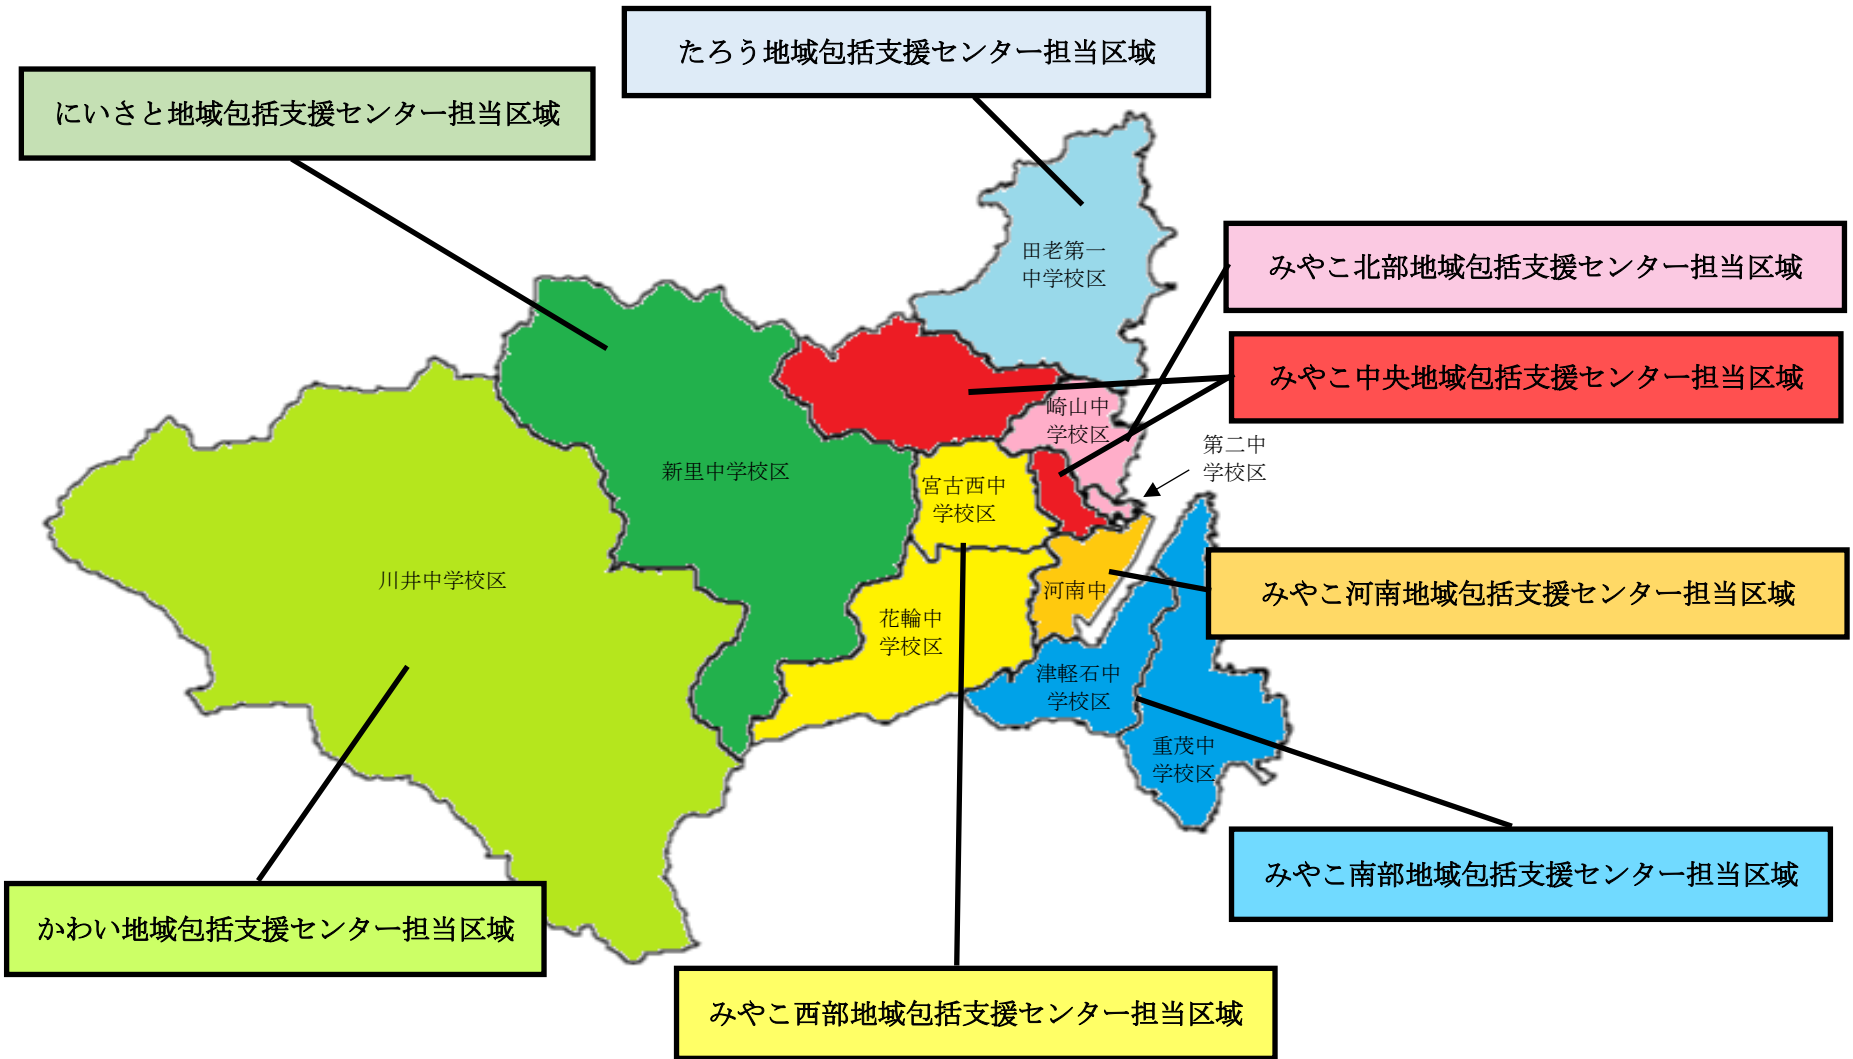 たろう地域包括支援センター担当区域
にいさと地域包括支援センター担当区域
田老第一
中学校区
みやこ北部地域包括支援センター担当区域
みやこ中央地域包括支援センター担当区域
崎山中
学校区
第二中
学校区
新里中学校区
宮古西中
学校区
川井中学校区
河南中
みやこ河南地域包括支援センター担当区域
花輪中
学校区
津軽石中
学校区
重茂中
学校区
みやこ南部地域包括支援センター担当区域
かわい地域包括支援センター担当区域
みやこ西部地域包括支援センター担当区域